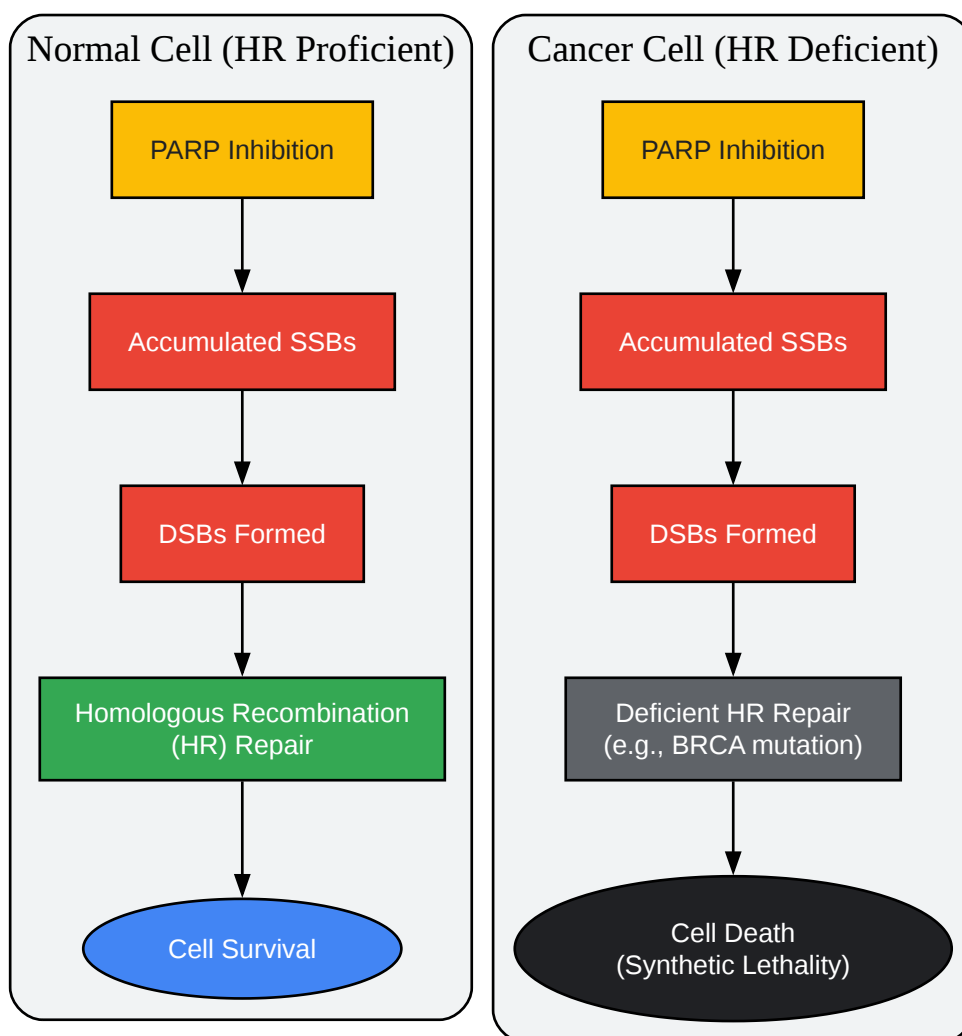 Normal Cell (HR Proficient)
PARP Inhibition
Accumulated SSBs
DSBs Formed
Homologous Recombination
(HR) Repair
Cell Survival
Cancer Cell (HR Deficient)
PARP Inhibition
Accumulated SSBs
DSBs Formed
Deficient HR Repair
(e.g., BRCA mutation)
Cell Death
(Synthetic Lethality)